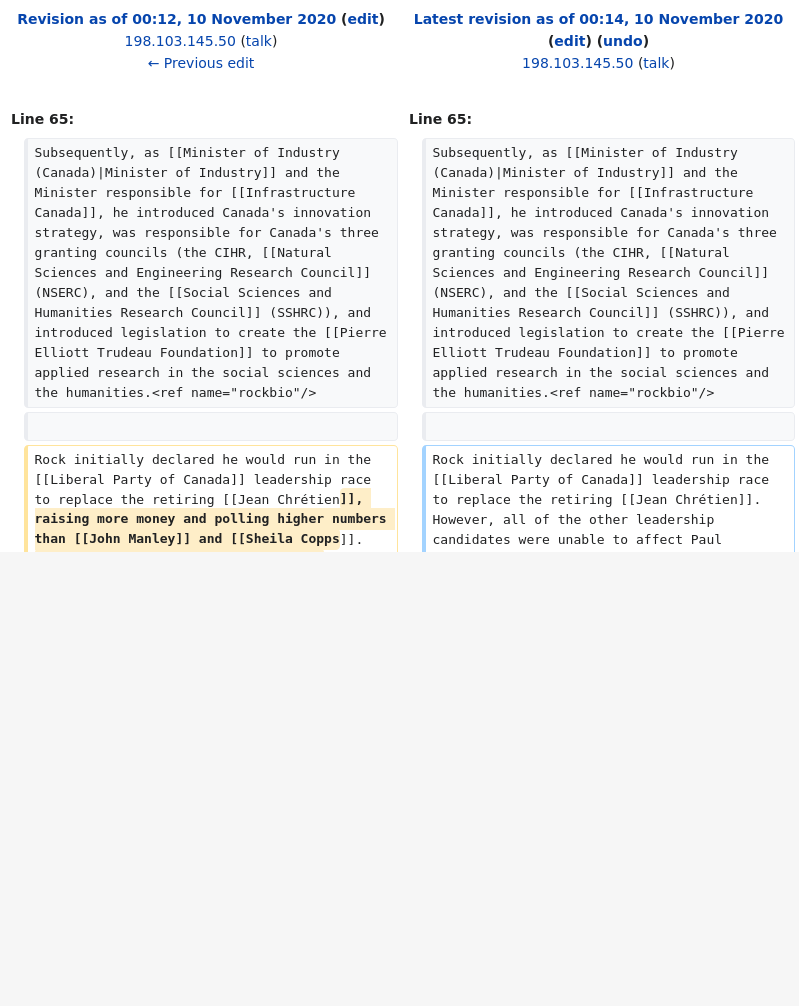 Revision as of 00:12, 10 November 2020 (edit)
198.103.145.50 (talk)
← Previous edit
Latest revision as of 00:14, 10 November 2020
(edit) (undo)
198.103.145.50 (talk)
Line 65:
Line 65:
Subsequently, as [[Minister of Industry
(Canada)|Minister of Industry]] and the
Minister responsible for [[Infrastructure
Canada]], he introduced Canada's innovation
strategy, was responsible for Canada's three
granting councils (the CIHR, [[Natural
Sciences and Engineering Research Council]]
(NSERC), and the [[Social Sciences and
Humanities Research Council]] (SSHRC)), and
introduced legislation to create the [[Pierre
Elliott Trudeau Foundation]] to promote
applied research in the social sciences and
the humanities.<ref name="rockbio"/>
Subsequently, as [[Minister of Industry
(Canada)|Minister of Industry]] and the
Minister responsible for [[Infrastructure
Canada]], he introduced Canada's innovation
strategy, was responsible for Canada's three
granting councils (the CIHR, [[Natural
Sciences and Engineering Research Council]]
(NSERC), and the [[Social Sciences and
Humanities Research Council]] (SSHRC)), and
introduced legislation to create the [[Pierre
Elliott Trudeau Foundation]] to promote
applied research in the social sciences and
the humanities.<ref name="rockbio"/>
Rock initially declared he would run in the
[[Liberal Party of Canada]] leadership race
to replace the retiring [[Jean Chrétien]],
raising more money and polling higher numbers
than [[John Manley]] and [[Sheila Copps]].
Rock initially declared he would run in the
[[Liberal Party of Canada]] leadership race
to replace the retiring [[Jean Chrétien]].
However, all of the other leadership
candidates were unable to affect Paul